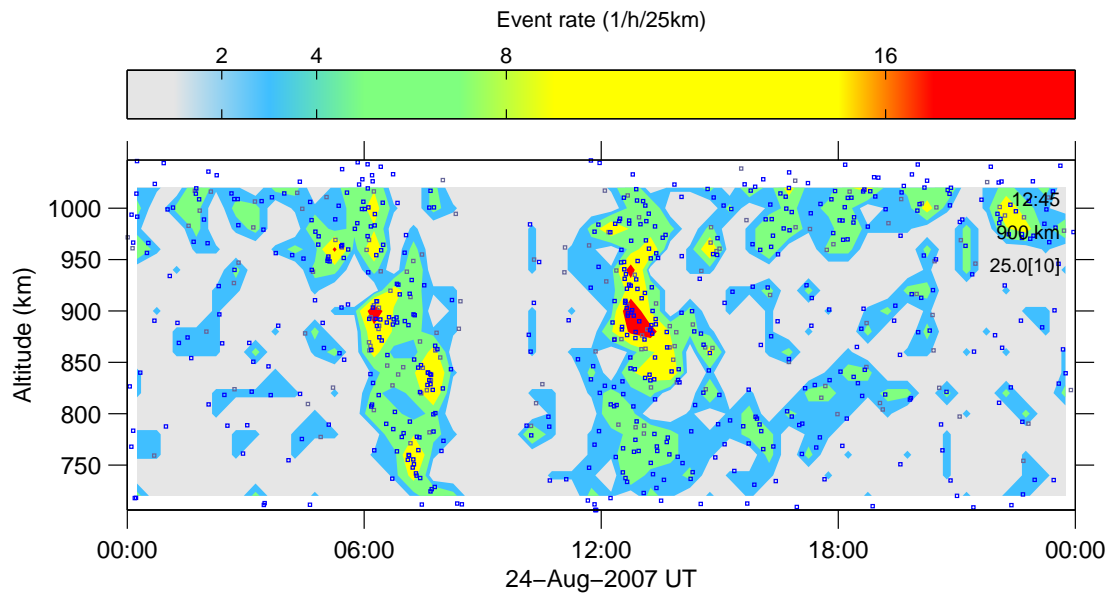 Event rate (1/h/25km)
2 4 8 16
1000
950
900
850
800
750
Altitude (km)
12:45
900 km
25.0[10]
00:00 06:00 12:00 18:00 00:00
24−Aug−2007 UT